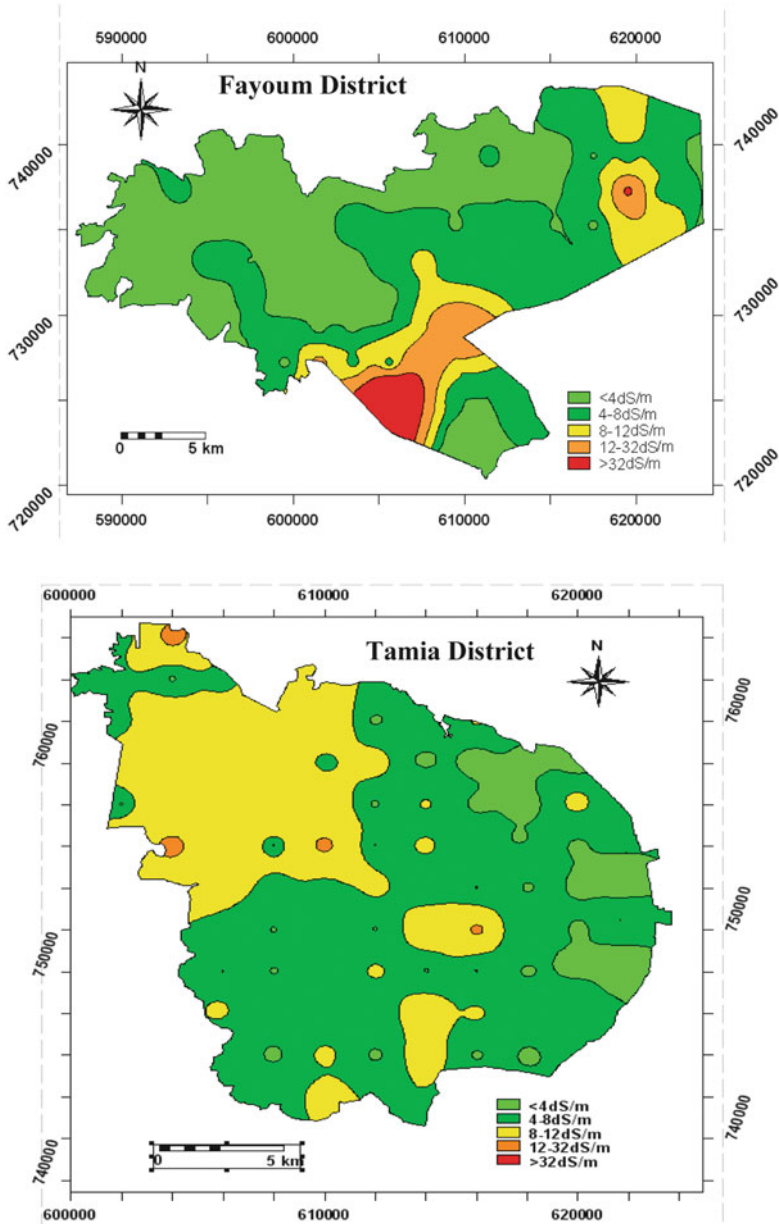 590000 600000 610000 620000
N
Fayoum District
740000 740000
730000 730000
<4dS/m
4-8dS/m
8-12dS/m
12-32dS/m
>32dS/m
0 5 km
720000 720000
590000 600000 610000 620000
600000 610000 620000
Tamia District
N
760000 760000
750000 750000
<4dS/m
4-8dS/m
8-12dS/m
12-32dS/m
>32dS/m
0 5 km
740000 740000
600000 610000 620000